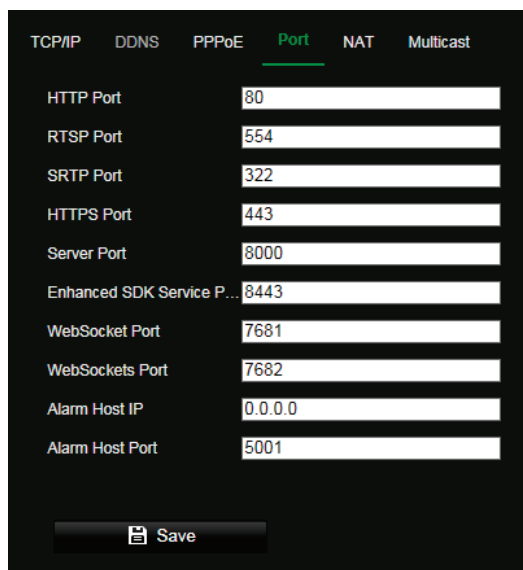 TCP/IP DDNS PPPoE Port NAT Multicast
HTTP Port 80
RTSP Port 554
SRTP Port 322
HTTPS Port 443
Server Port 8000
Enhanced SDK Service P... 8443
WebSocket Port 7681
WebSockets Port 7682
Alarm Host IP 0.0.0.0
Alarm Host Port 5001
Save